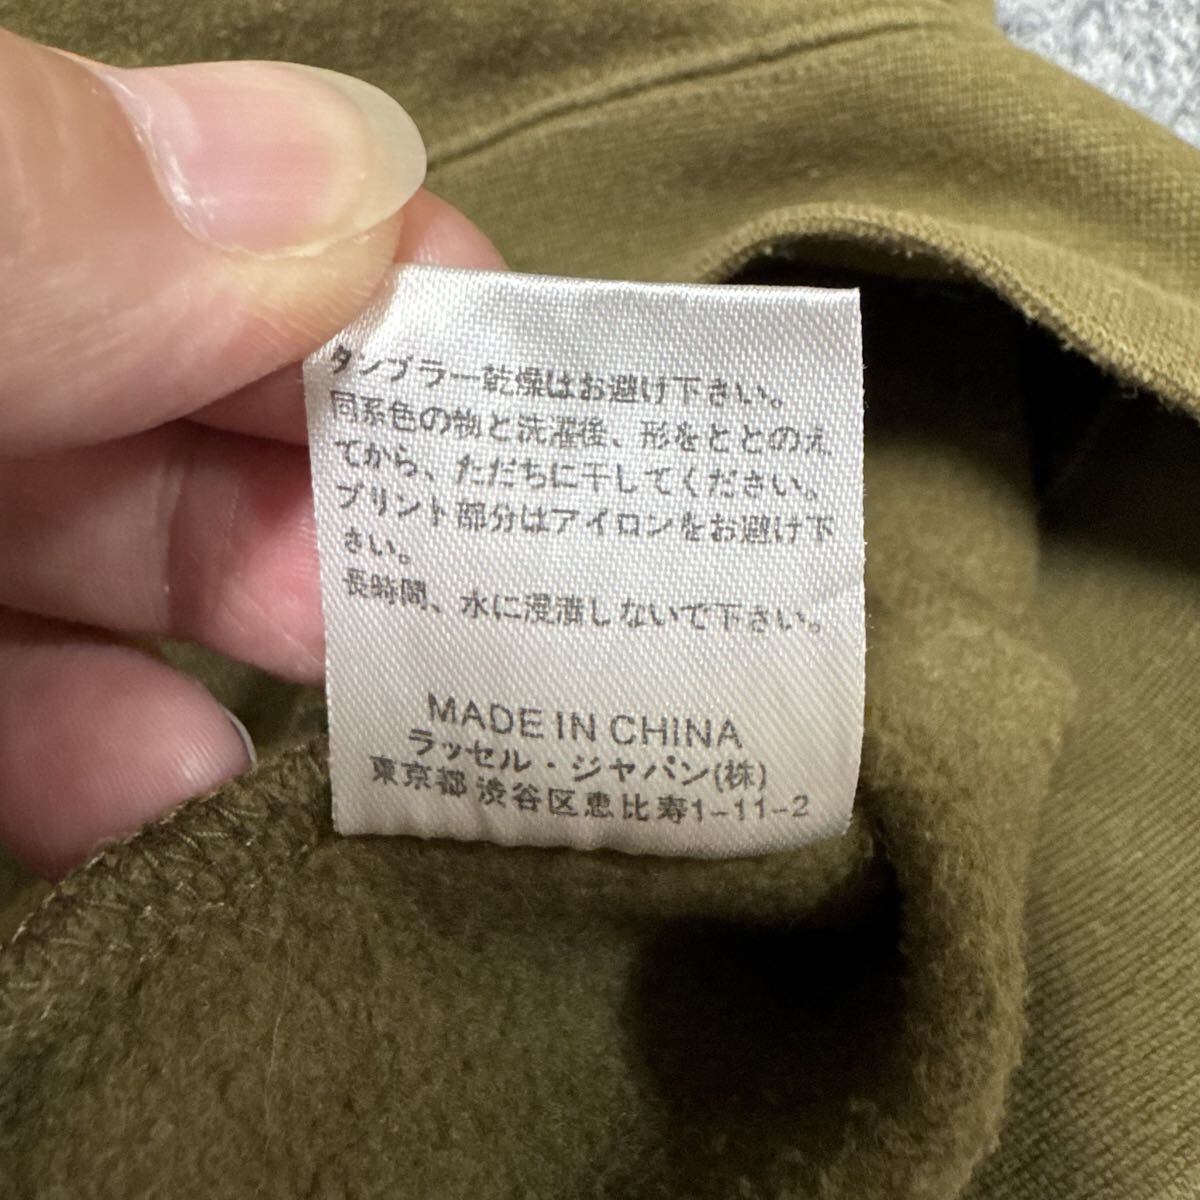 タンブラー乾燥はお避け下さい。
同系色の物と洗濯後、形をととのえ
てから、ただちに干してください。
プリント部分はアイロンをお避け下
さい。
長時間、水に浸漬しないで下さい。
MADE IN CHINA
ラッセル・ジャパン(株)
東京都渋谷区恵比寿1-11-2